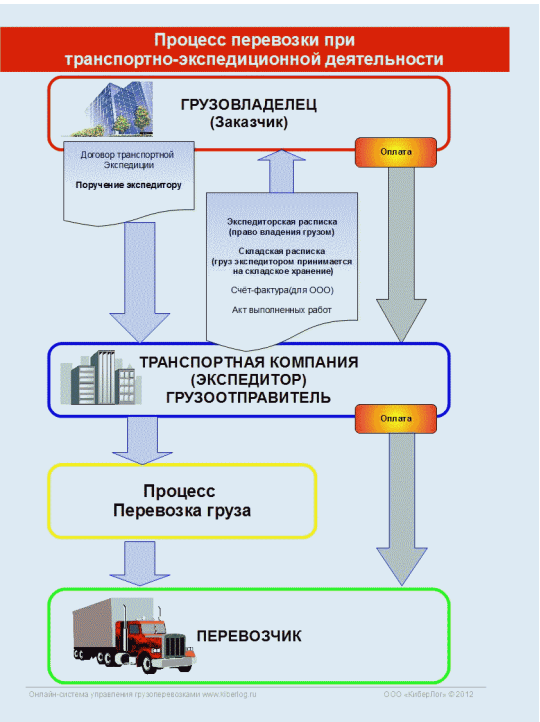 Процесс перевозки при
транспортно-экспедиционной деятельности
ГРУЗОВЛАДЕЛЕЦ
(Заказчик)
Договор транспортной
Экспедиции
Поручение экспедитору
Оплата
Экспедиторская расписка
(право владения грузом)
Складская расписка
(груз экспедитором принимается
на складское хранение)
Счёт-фактура(для ООО)
Акт выполненных работ
ТРАНСПОРТНАЯ КОМПАНИЯ
(ЭКСПЕДИТОР)
ГРУЗООТПРАВИТЕЛЬ
Оплата
Процесс
Перевозка груза
ПЕРЕВОЗЧИК
Онлайн-система управления грузоперевозками www.kiberlog.ru
ООО «КиберЛог» © 2012